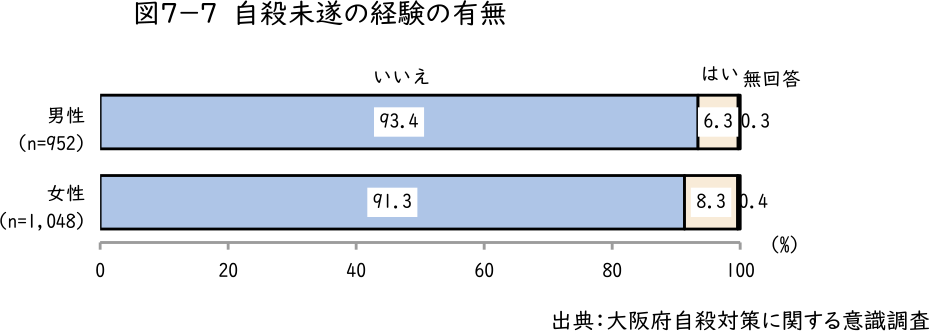 図7−7 自殺未遂の経験の有無
いいえ はい 無回答
男性 93.4 6.3 0.3
(n=952)
女性 91.3 8.3 0.4
(n=1,048)
(%)
0 20 40 60 80 100
出典：大阪府自殺対策に関する意識調査